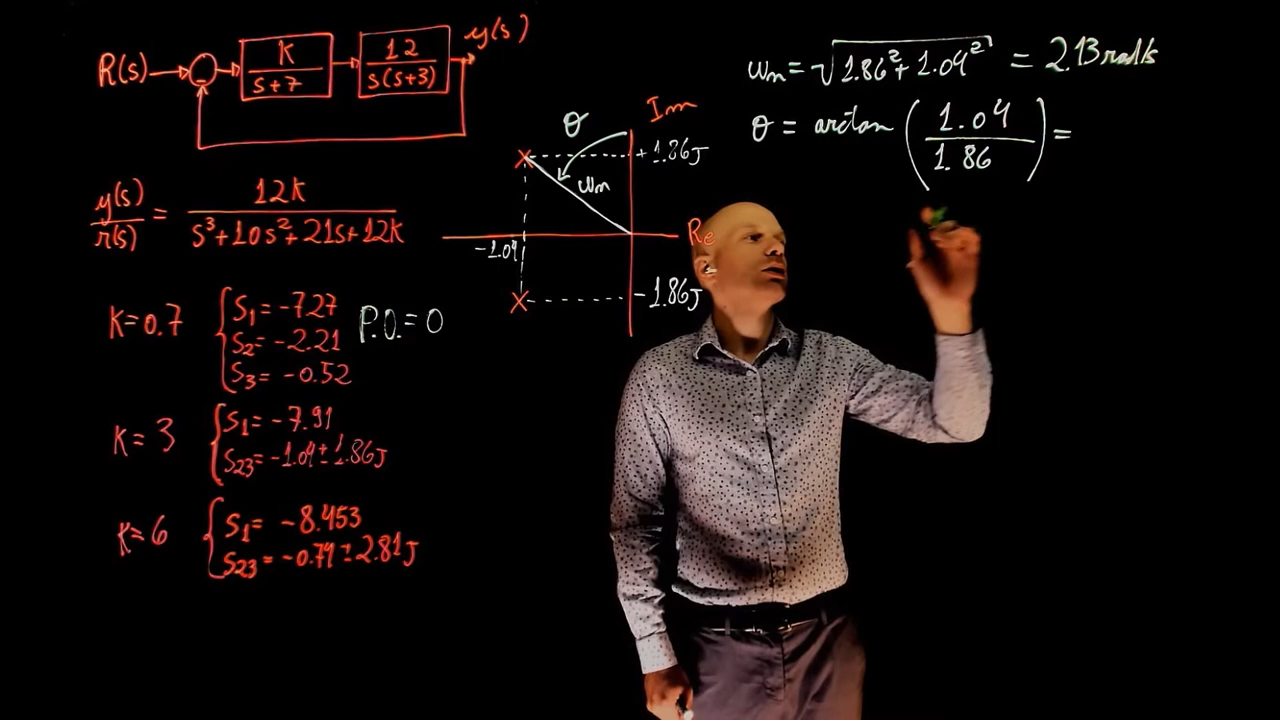 R(s)
K / s+7
12 / s(s+3)
y(s)
y(s) / r(s) = 12K / s³+10s²+21s+12K
K=0.7
S₁= -7.27
S₂= -2.21
S₃= -0.52
P.O.= 0
K= 3
S₁= -7.91
S₂₃= -1.04±1.86J
K= 6
S₁= -8.453
S₂₃= -0.74±2.81J
Im
θ
+1.86J
ωn
-1.04
Re
-1.86J
ωn= √1.86²+1.04² = 2.13 rad/s
θ = arctan (1.04 / 1.86) =